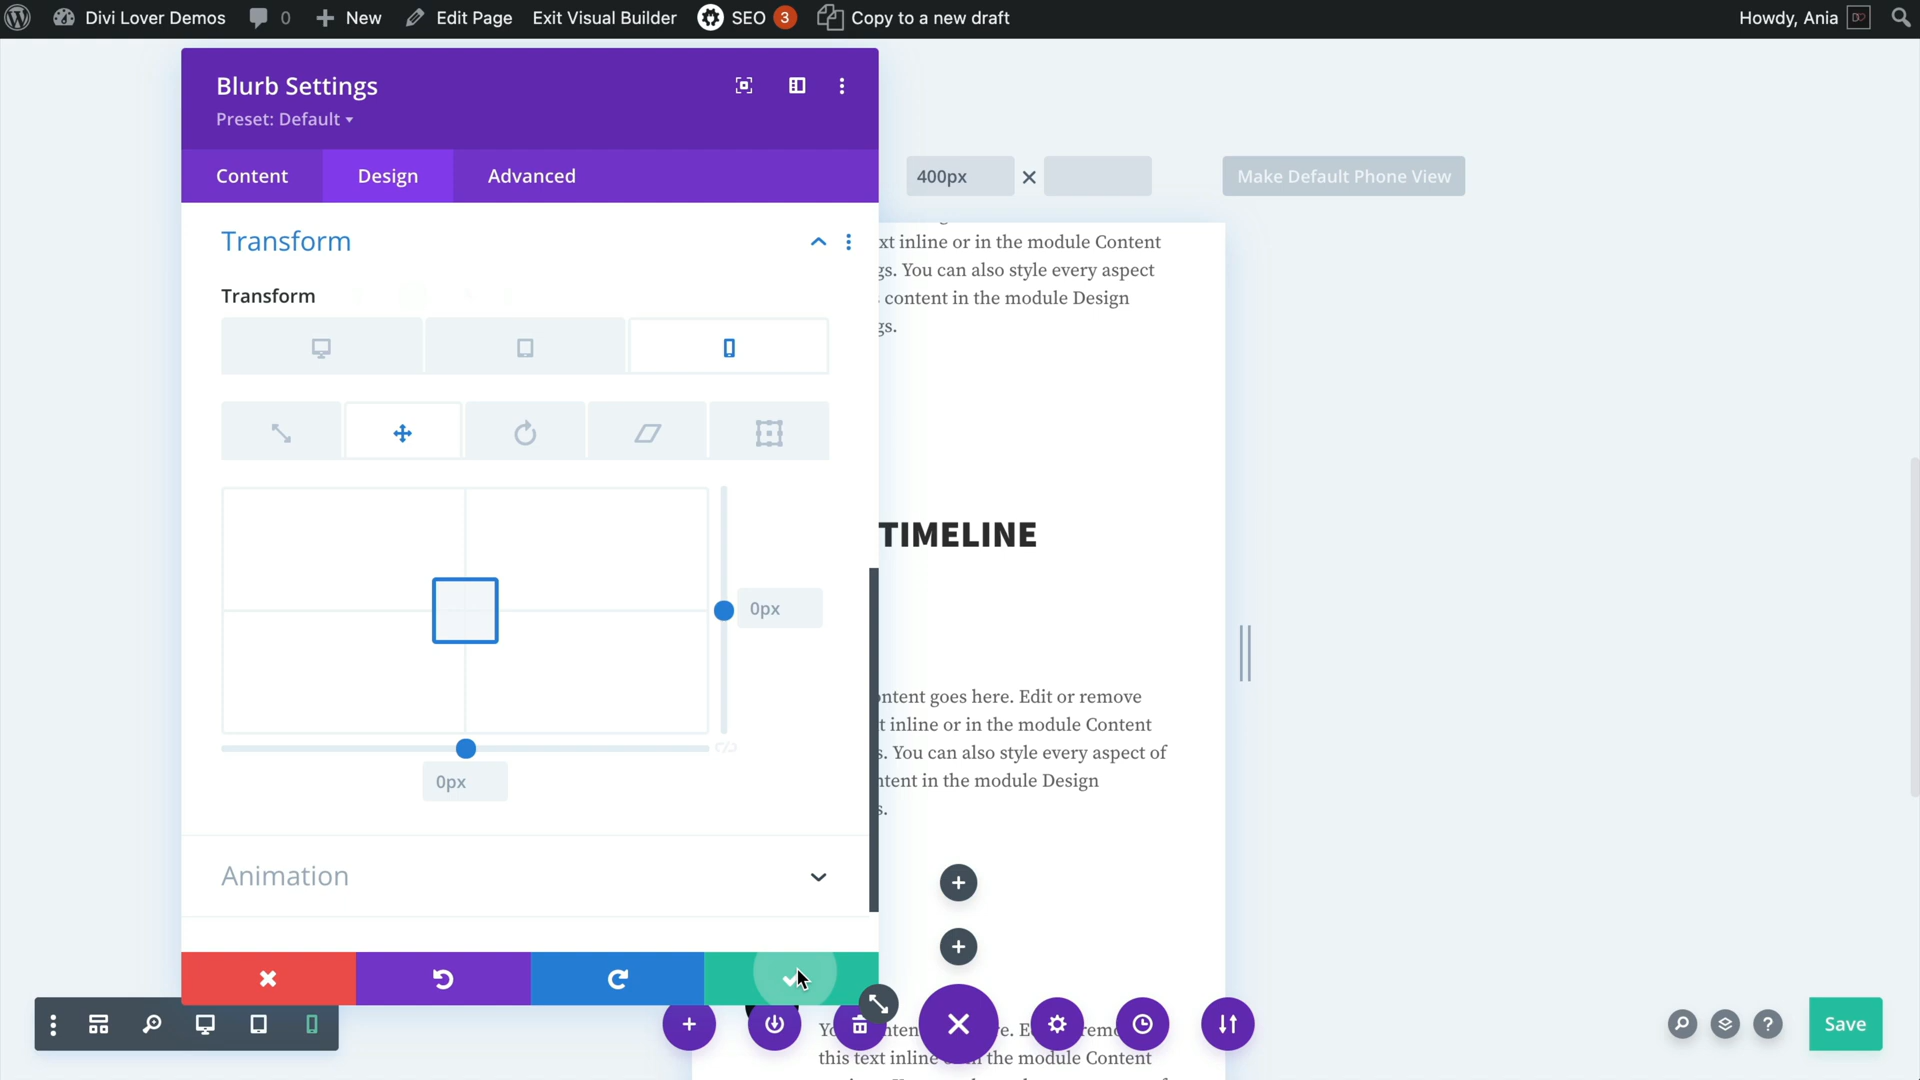 Divi Lover Demos 0 New Edit Page Exit Visual Builder SEO 3 Copy to a new draft Howdy, Ania
Blurb Settings
Preset: Default
Content Design Advanced
400px × Make Default Phone View
Transform
Transform
xt inline or in the module Content
gs. You can also style every aspect
content in the module Design
gs.
TIMELINE
0px
ontent goes here. Edit or remove
t inline or in the module Content
s. You can also style every aspect of
ntent in the module Design
s.
0px
Animation
this text inline the module Content
Save